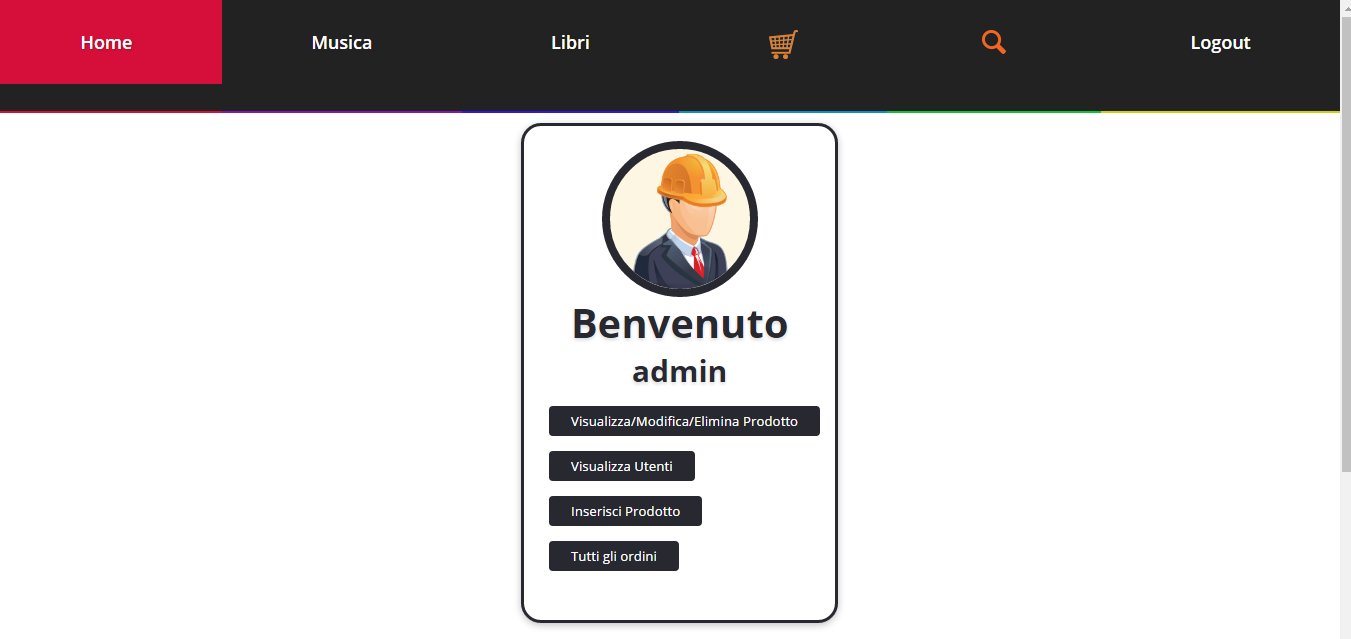 Home Musica Libri Logout
Benvenuto
admin
Visualizza/Modifica/Elimina Prodotto
Visualizza Utenti
Inserisci Prodotto
Tutti gli ordini